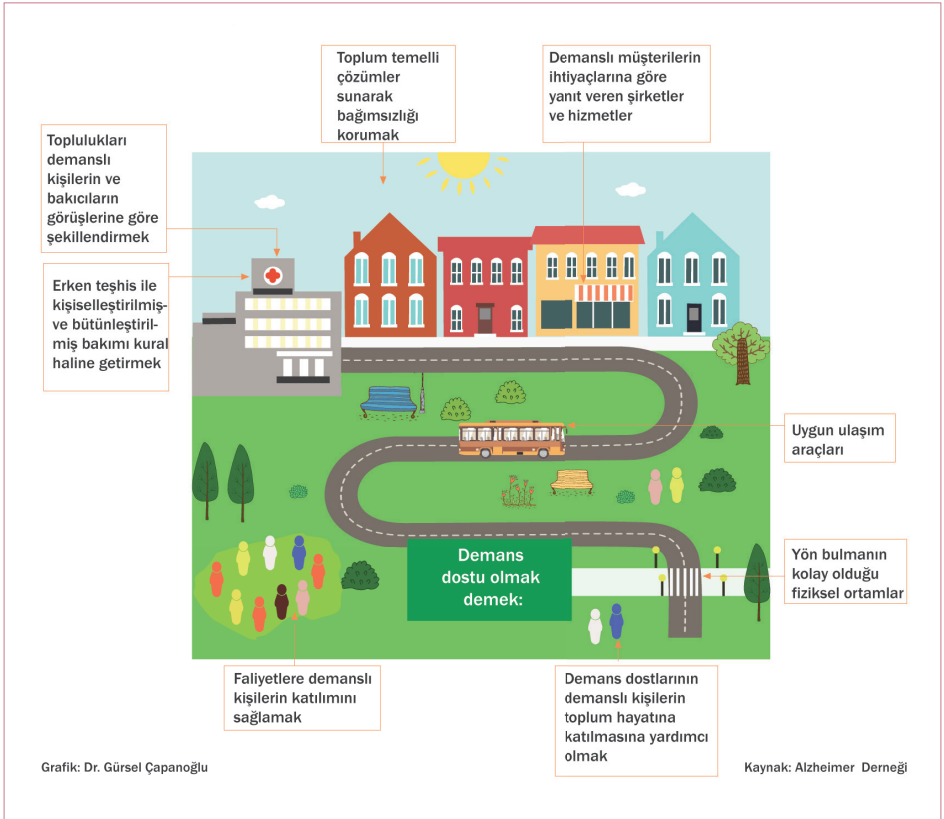 Toplum temelli
çözümler
sunarak
bağımsızlığı
korumak
Demanslı müşterilerin
ihtiyaçlarına göre
yanıt veren şirketler
ve hizmetler
Toplulukları
demanslı
kişilerin ve
bakıcıların
görüşlerine göre
şekillendirmek
Erken teşhis ile
kişiselleştirilmiş-
ve bütünleştiril-
miş bakımı kural
haline getirmek
Uygun ulaşım
araçları
Yön bulmanın
kolay olduğu
fiziksel ortamlar
Demans
dostu olmak
demek:
Faliyetlere demanslı
kişilerin katılımını
sağlamak
Demans dostlarının
demanslı kişilerin
toplum hayatına
katılmasına yardımcı
olmak
Grafik: Dr. Gürsel Çapanoğlu
Kaynak: Alzheimer Derneği